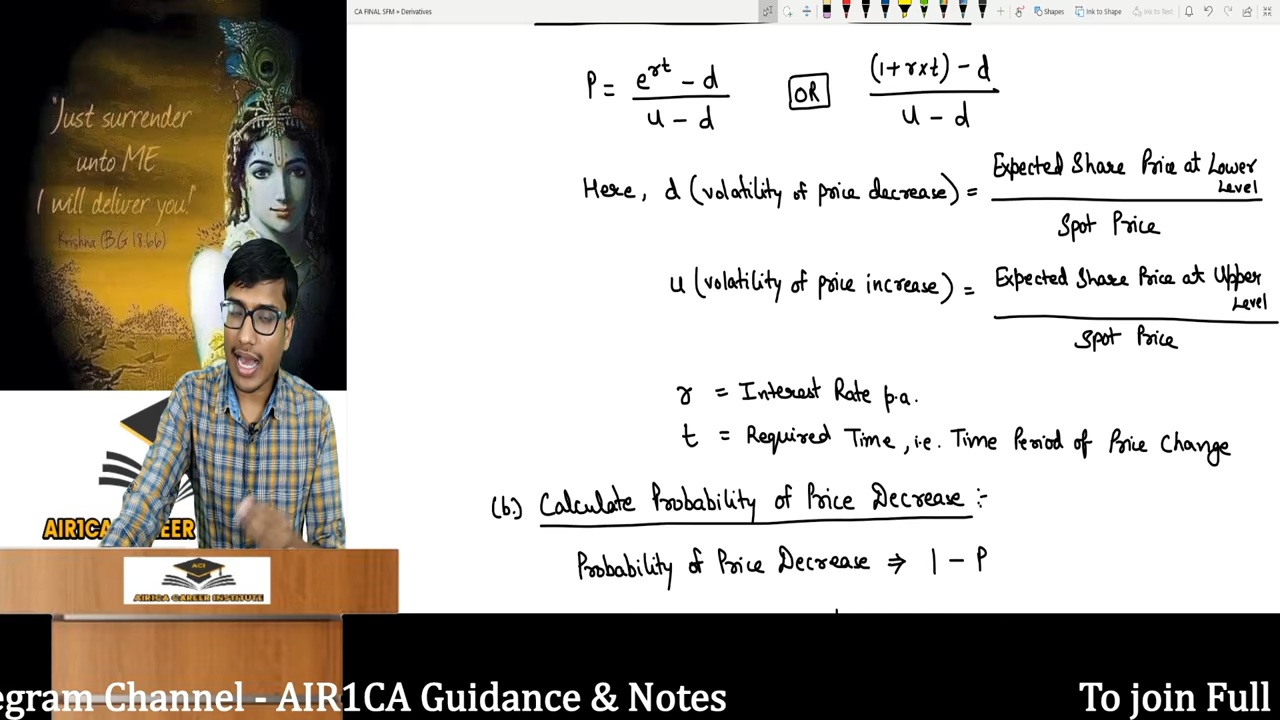 CA FINAL SFM » Derivatives
Shapes
Ink to Shape
Ink to Text
P = (e^rt - d) / (u - d) OR ((1+r×t) - d) / (u - d)
Here, d (volatility of price decrease) = Expected Share Price at Lower Level / Spot Price
u (volatility of price increase) = Expected Share Price at Upper Level / Spot Price
r = Interest Rate p.a.
t = Required Time, i.e. Time Period of Price Change
(b.) Calculate Probability of Price Decrease :-
Probability of Price Decrease ⇒ 1 - P
"Just surrender
unto ME
I will deliver you!"
- Krishna (B.G 18:66)
AIR1CA CAREER
ACI
AIR1CA CAREER INSTITUTE
egram Channel - AIR1CA Guidance & Notes
To join Full